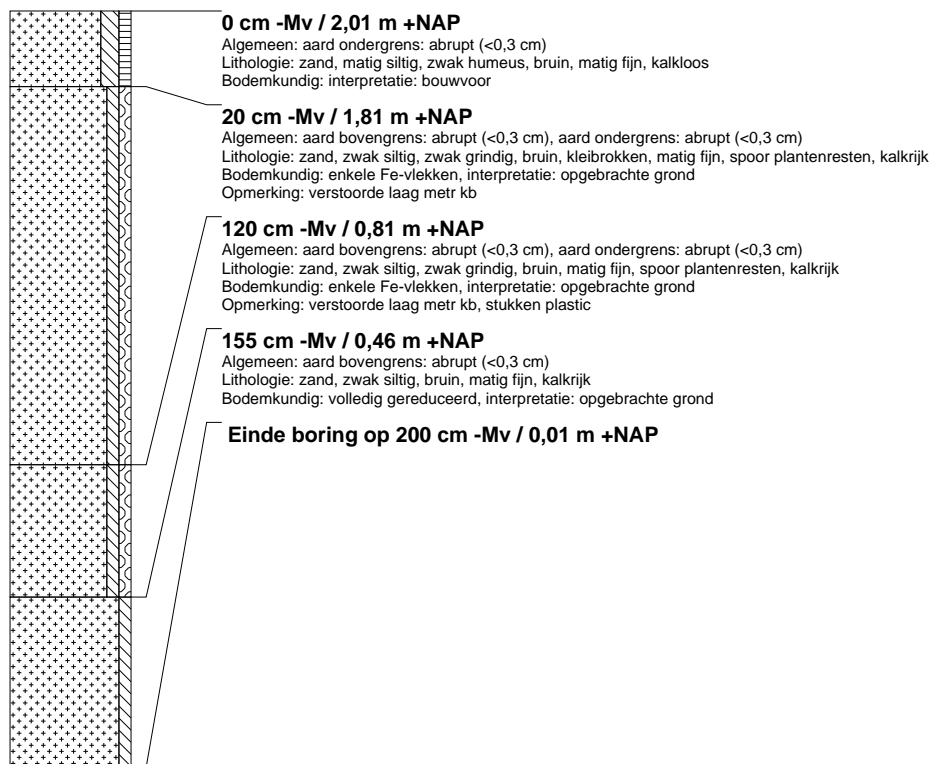 0 cm -Mv / 2,01 m +NAP
Algemeen: aard ondergrens: abrupt (<0,3 cm)
Lithologie: zand, matig siltig, zwak humeus, bruin, matig fijn, kalkloos
Bodemkundig: interpretatie: bouwvoor
20 cm -Mv / 1,81 m +NAP
Algemeen: aard bovengrens: abrupt (<0,3 cm), aard ondergrens: abrupt (<0,3 cm)
Lithologie: zand, zwak siltig, zwak grindig, bruin, kleibrokken, matig fijn, spoor plantenresten, kalkrijk
Bodemkundig: enkele Fe-vlekken, interpretatie: opgebrachte grond
Opmerking: verstoorde laag metr kb
120 cm -Mv / 0,81 m +NAP
Algemeen: aard bovengrens: abrupt (<0,3 cm), aard ondergrens: abrupt (<0,3 cm)
Lithologie: zand, zwak siltig, zwak grindig, bruin, matig fijn, spoor plantenresten, kalkrijk
Bodemkundig: enkele Fe-vlekken, interpretatie: opgebrachte grond
Opmerking: verstoorde laag metr kb, stukken plastic
155 cm -Mv / 0,46 m +NAP
Algemeen: aard bovengrens: abrupt (<0,3 cm)
Lithologie: zand, zwak siltig, bruin, matig fijn, kalkrijk
Bodemkundig: volledig gereduceerd, interpretatie: opgebrachte grond
Einde boring op 200 cm -Mv / 0,01 m +NAP